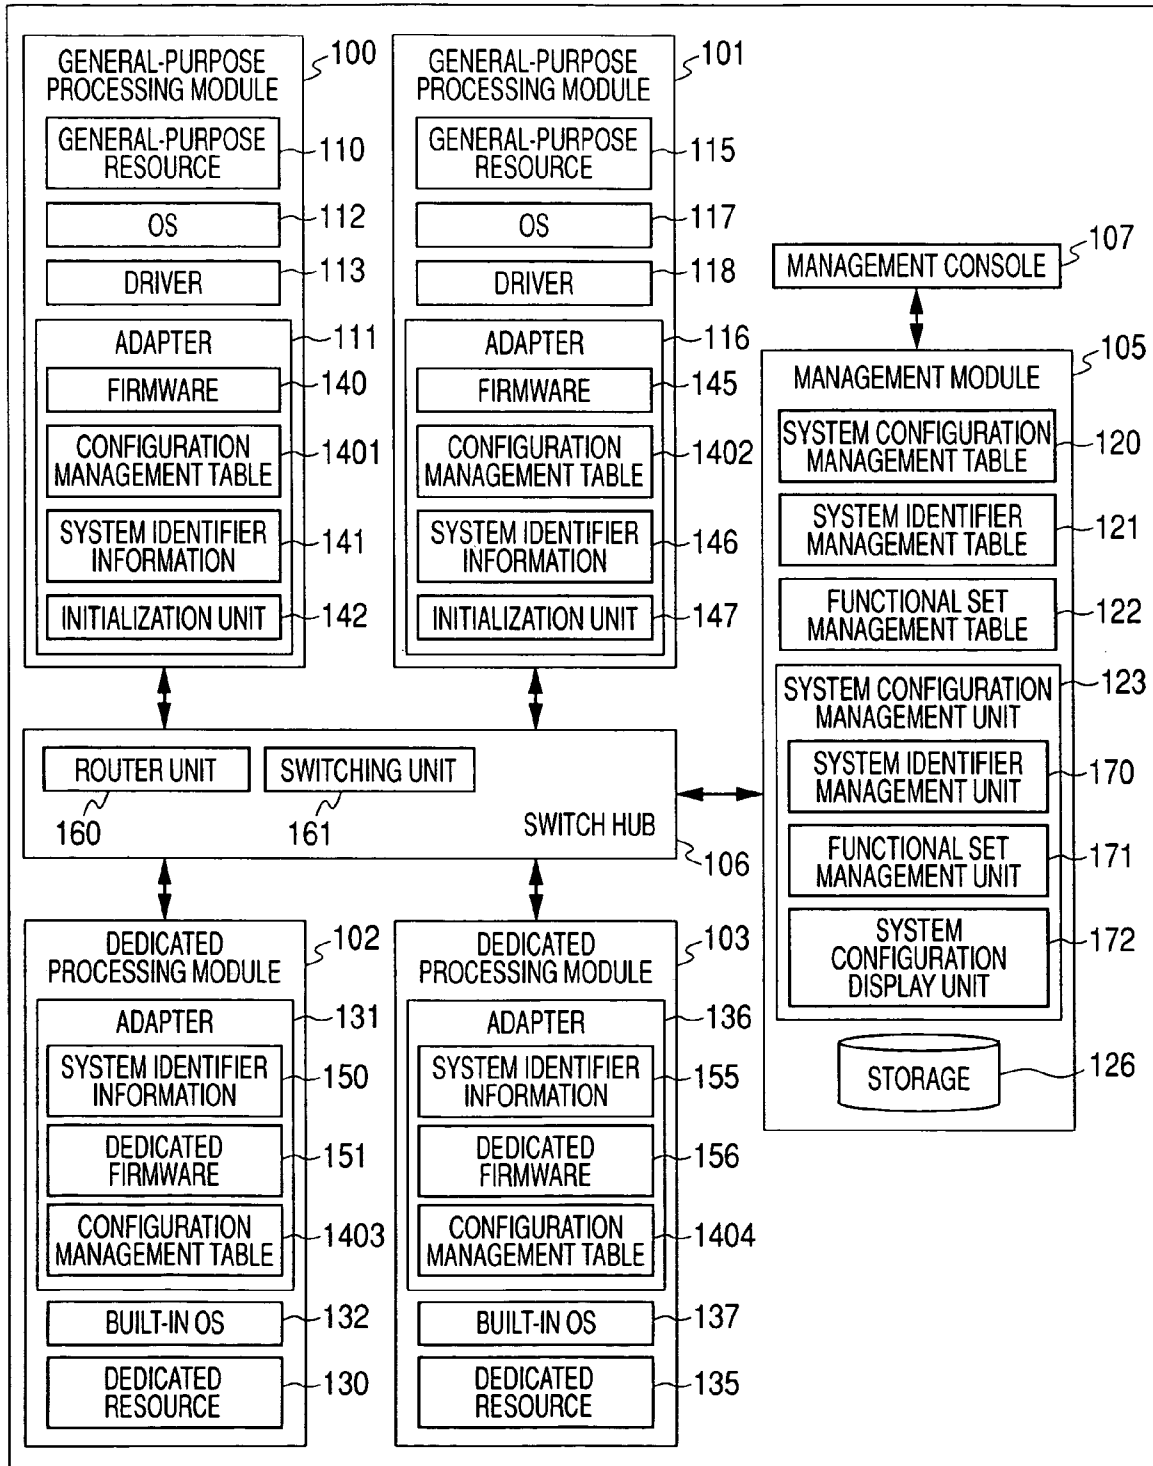 GENERAL-PURPOSE
PROCESSING MODULE
100
GENERAL-PURPOSE
RESOURCE
110
OS
112
DRIVER
113
ADAPTER
111
FIRMWARE
140
CONFIGURATION
MANAGEMENT TABLE
1401
SYSTEM IDENTIFIER
INFORMATION
141
INITIALIZATION UNIT
142
GENERAL-PURPOSE
PROCESSING MODULE
101
GENERAL-PURPOSE
RESOURCE
115
OS
117
DRIVER
118
ADAPTER
116
FIRMWARE
145
CONFIGURATION
MANAGEMENT TABLE
1402
SYSTEM IDENTIFIER
INFORMATION
146
INITIALIZATION UNIT
147
MANAGEMENT CONSOLE
107
MANAGEMENT MODULE
105
SYSTEM CONFIGURATION
MANAGEMENT TABLE
120
SYSTEM IDENTIFIER
MANAGEMENT TABLE
121
FUNCTIONAL SET
MANAGEMENT TABLE
122
SYSTEM CONFIGURATION
MANAGEMENT UNIT
123
SYSTEM IDENTIFIER
MANAGEMENT UNIT
170
FUNCTIONAL SET
MANAGEMENT UNIT
171
SYSTEM
CONFIGURATION
DISPLAY UNIT
172
STORAGE
126
ROUTER UNIT
160
SWITCHING UNIT
161
SWITCH HUB
106
DEDICATED
PROCESSING MODULE
102
ADAPTER
131
SYSTEM IDENTIFIER
INFORMATION
150
DEDICATED
FIRMWARE
151
CONFIGURATION
MANAGEMENT TABLE
1403
BUILT-IN OS
132
DEDICATED
RESOURCE
130
DEDICATED
PROCESSING MODULE
103
ADAPTER
136
SYSTEM IDENTIFIER
INFORMATION
155
DEDICATED
FIRMWARE
156
CONFIGURATION
MANAGEMENT TABLE
1404
BUILT-IN OS
137
DEDICATED
RESOURCE
135